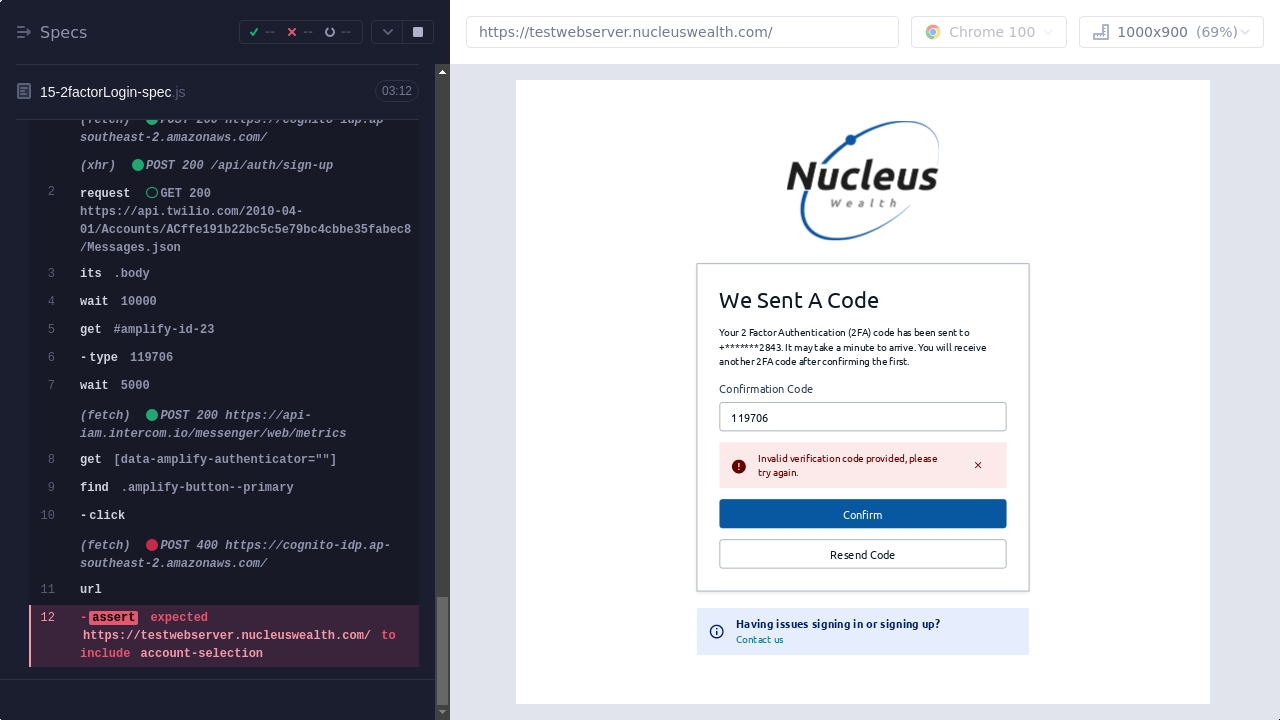 Specs
--
--
--
https://testwebserver.nucleuswealth.com/
Chrome 100
1000x900 (69%)
15-2factorLogin-spec.js
03:12
(fetch) POST 200 https://cognito-idp.ap-
southeast-2.amazonaws.com/
(xhr) POST 200 /api/auth/sign-up
2 request GET 200
https://api.twilio.com/2010-04-
01/Accounts/ACffe191b22bc5c5e79bc4cbbe35fabec8
/Messages.json
3 its .body
4 wait 10000
5 get #amplify-id-23
6 -type 119706
7 wait 5000
(fetch) POST 200 https://api-
iam.intercom.io/messenger/web/metrics
8 get [data-amplify-authenticator=""]
9 find .amplify-button--primary
10 -click
(fetch) POST 400 https://cognito-idp.ap-
southeast-2.amazonaws.com/
11 url
12 -assert expected
https://testwebserver.nucleuswealth.com/ to
include account-selection
Nucleus
Wealth
We Sent A Code
Your 2 Factor Authentication (2FA) code has been sent to
+*******2843. It may take a minute to arrive. You will receive
another 2FA code after confirming the first.
Confirmation Code
119706
Invalid verification code provided, please
try again.
Confirm
Resend Code
Having issues signing in or signing up?
Contact us